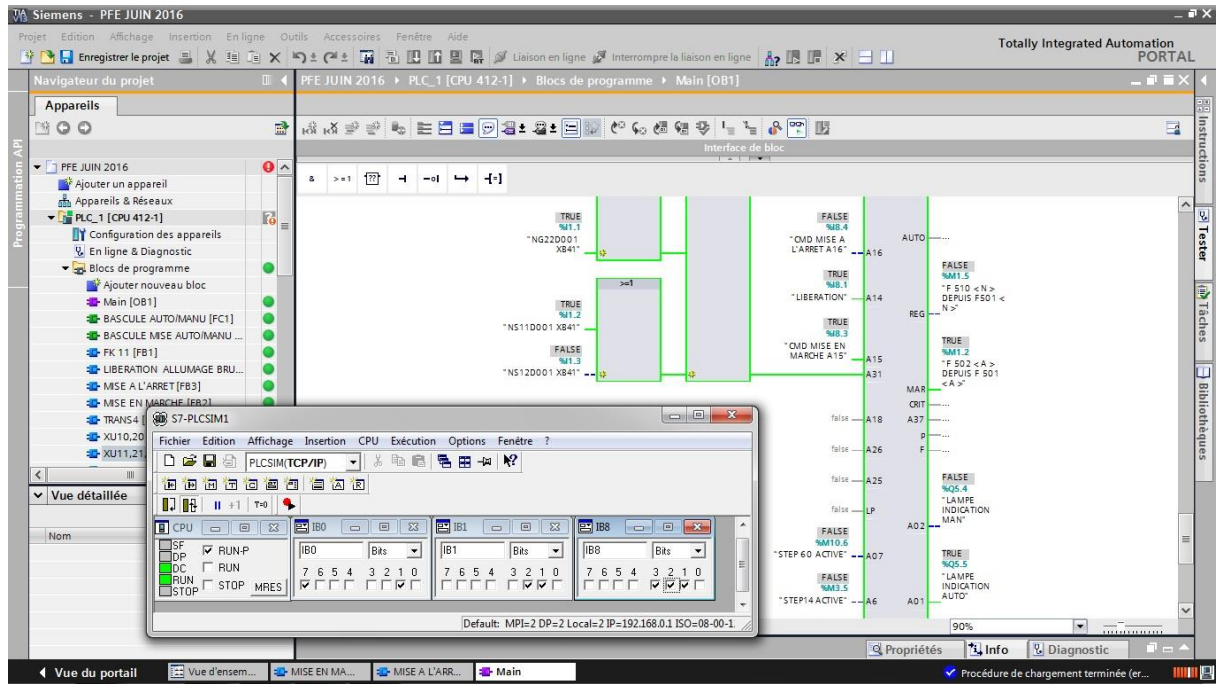 Siemens - PFE JUIN 2016
Projet Edition Affichage Insertion En ligne Outils Accessoires Fenêtre Aide
Totally Integrated Automation
PORTAL
Enregistrer le projet
Liaison en ligne
Interrompre la liaison en ligne
Navigateur du projet
PFE JUIN 2016 PLC_1 [CPU 412-1] Blocs de programme Main [OB1]
Appareils
Interface de bloc
Programmation API
PFE JUIN 2016
Ajouter un appareil
Appareils & Réseaux
PLC_1 [CPU 412-1]
Configuration des appareils
En ligne & Diagnostic
Blocs de programme
Ajouter nouveau bloc
Main [OB1]
BASCULE AUTO/MANU [FC1]
BASCULE MISE AUTO/MANU ...
FK 11 [FB1]
LIBERATION ALLUMAGE BRU...
MISE A L'ARRET [FB3]
MISE EN MARCHE [FB2]
TRANS4 [
XU10,20
XU11,21,
Vue détaillée
Nom
& >=1 ??
TRUE
%I1.1
"NG22D001
XB41"
>=1
TRUE
%I1.2
"NS11D001 XB41"
FALSE
%I1.3
"NS12D001 XB41"
FALSE
%I8.4
"CMD MISE A
L'ARRET A16"
A16
AUTO
TRUE
%I8.1
"LIBERATION"
A14
TRUE
%I8.3
"CMD MISE EN
MARCHE A15"
A15
A31
false A18
false A26
false A25
false LP
FALSE
%M10.6
"STEP 60 ACTIVE"
A07
FALSE
%M3.5
"STEP14 ACTIVE"
A6
FALSE
%M1.5
"F 510 < N >
DEPUIS F501 <
N >"
REG
TRUE
%M1.2
"F 502 < A >
DEPUIS F 501
< A >"
MAR
CRIT
A37
P
F
FALSE
%Q5.4
"LAMPE
INDICATION
MAN"
A02
TRUE
%Q5.5
"LAMPE
INDICATION
AUTO"
A01
90%
Instructions
Tester
Tâches
Bibliothèques
S7-PLCSIM1
Fichier Edition Affichage Insertion CPU Exécution Options Fenêtre ?
PLCSIM(TCP/IP)
+1 T=0
CPU
SF
DP
DC
RUN
STOP
RUN-P
RUN
STOP MRES
IB0
IB0 Bits
7 6 5 4 3 2 1 0
IB1
IB1 Bits
7 6 5 4 3 2 1 0
IB8
IB8 Bits
7 6 5 4 3 2 1 0
Default: MPI=2 DP=2 Local=2 IP=192.168.0.1 ISO=08-00-1
Propriétés Info Diagnostic
Vue du portail
Vue d'ensem...
MISE EN MA...
MISE A L'ARR...
Main
Procédure de chargement terminée (er...